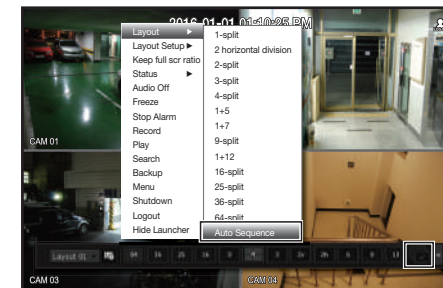 2016-01-01 01:10:25 PM
Layout
Layout Setup
Keep full scr ratio
Status
Audio Off
Freeze
Stop Alarm
Record
Play
Search
Backup
Menu
Shutdown
Logout
Hide Launcher
1-split
2 horizontal division
2-split
3-split
4-split
1+5
1+7
9-split
1+12
16-split
25-split
36-split
64-split
Auto Sequence
CAM 01
Layout 01
CAM 03
CAM 04